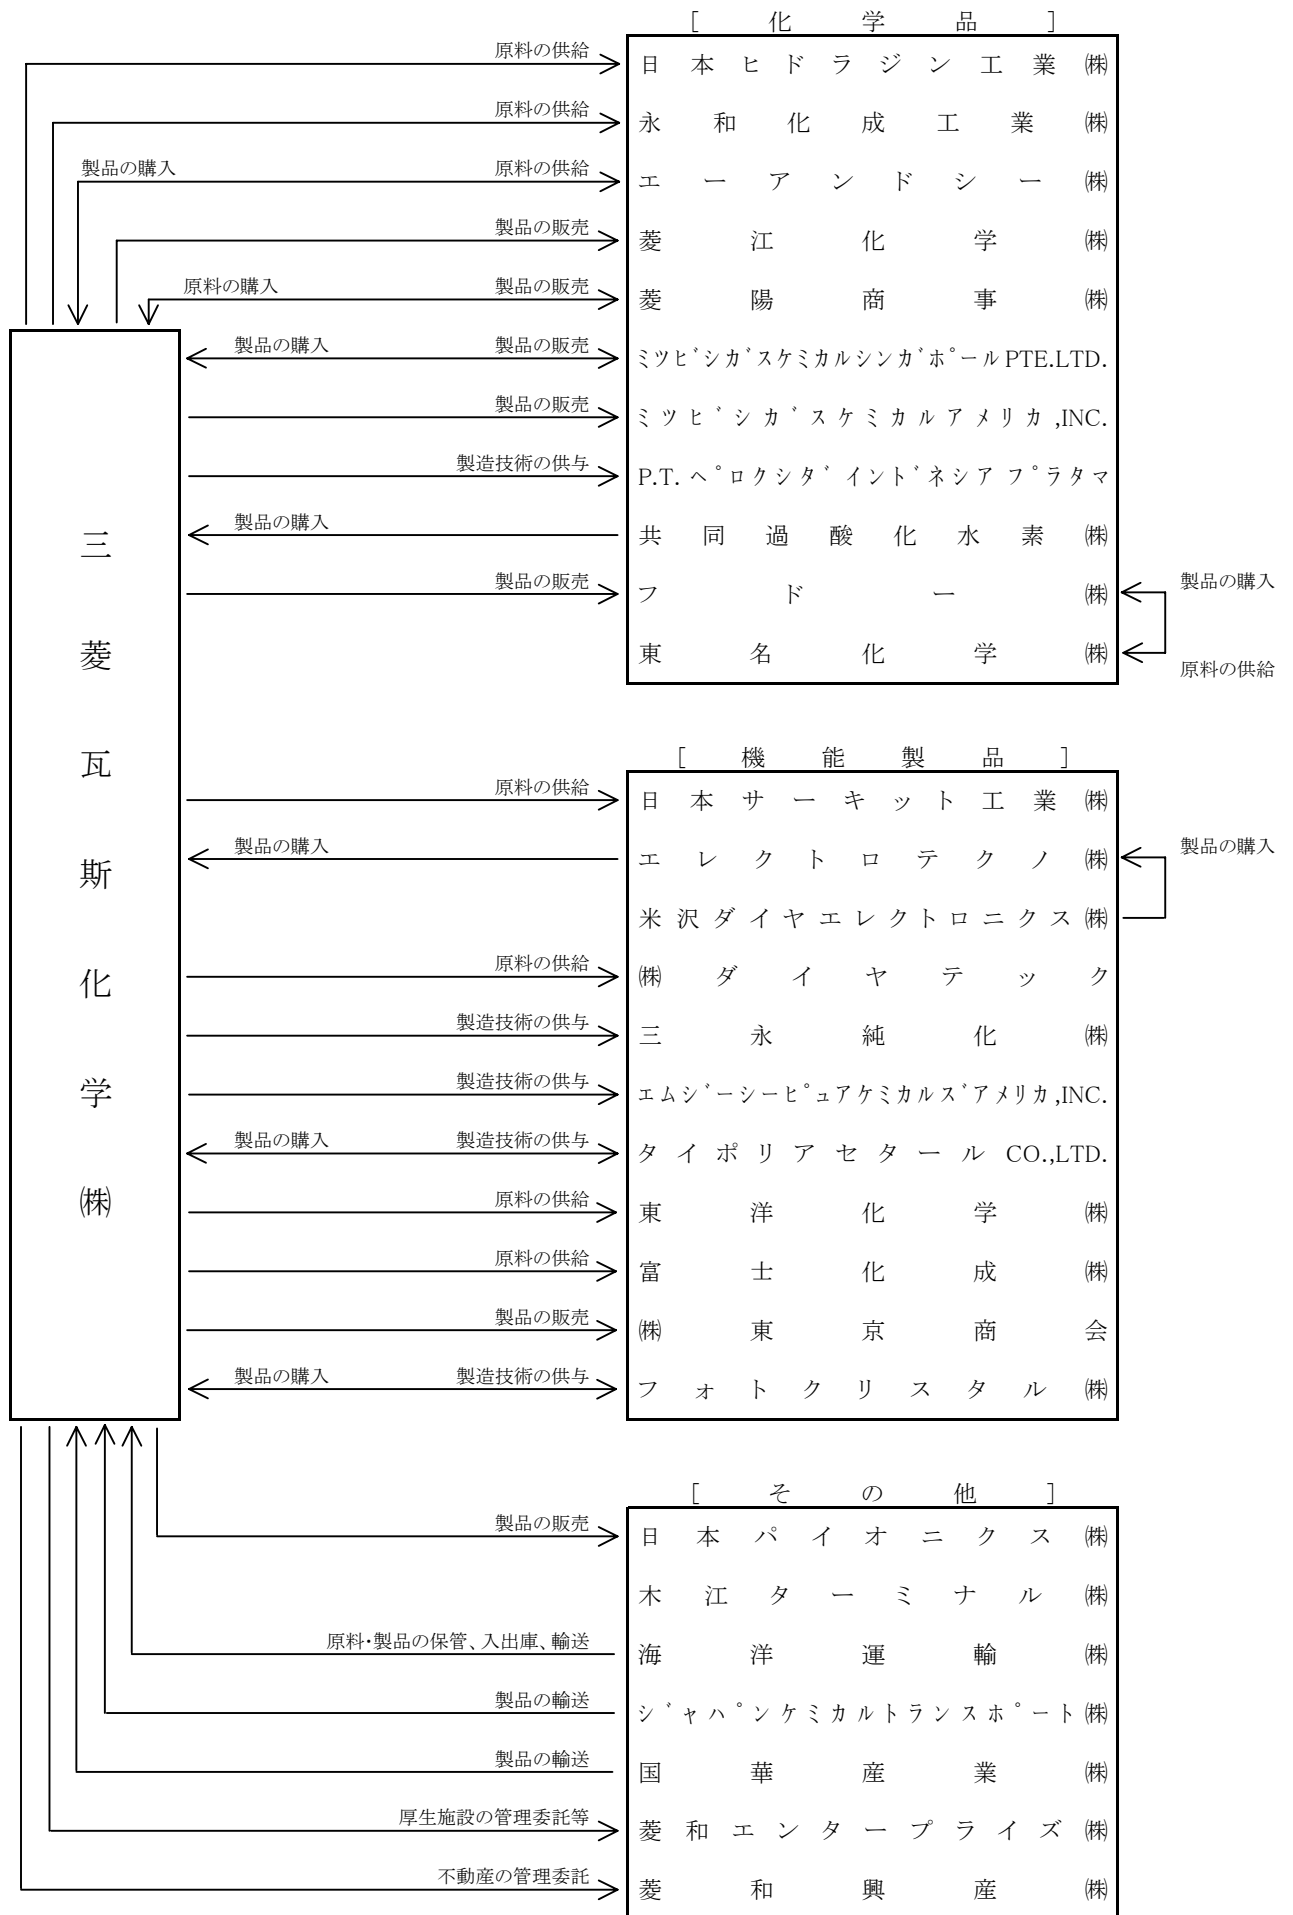 [ 化学品 ]
原料の供給 日本ヒドラジン工業㈱
原料の供給 永和化成工業㈱
製品の購入 原料の供給 エーアンドシー㈱
製品の販売 菱江化学㈱
原料の購入 製品の販売 菱陽商事㈱
製品の購入 製品の販売 ミツビシガスケミカルシンガポールPTE.LTD.
製品の販売 ミツビシガスケミカルアメリカ,INC.
製造技術の供与 P.T.ペロクシダ インドネシア プラタマ
製品の購入 共同過酸化水素㈱
製品の販売 フドー㈱ 製品の購入
東名化学㈱ 原料の供給
三菱瓦斯化学㈱
[ 機能製品 ]
原料の供給 日本サーキット工業㈱
製品の購入 エレクトロテクノ㈱ 製品の購入
米沢ダイヤエレクトロニクス㈱
原料の供給 ㈱ダイヤテック
製造技術の供与 三永純化㈱
製造技術の供与 エムジーシーピュアケミカルズアメリカ,INC.
製品の購入 製造技術の供与 タイポリアセタール CO.,LTD.
原料の供給 東洋化学㈱
原料の供給 富士化成㈱
製品の販売 ㈱東京商会
製品の購入 製造技術の供与 フォトクリスタル㈱
[ その他 ]
製品の販売 日本パイオニクス㈱
木江ターミナル㈱
原料・製品の保管、入出庫、輸送 海洋運輸㈱
製品の輸送 ジャパンケミカルトランスポート㈱
製品の輸送 国華産業㈱
厚生施設の管理委託等 菱和エンタープライズ㈱
不動産の管理委託 菱和興産㈱